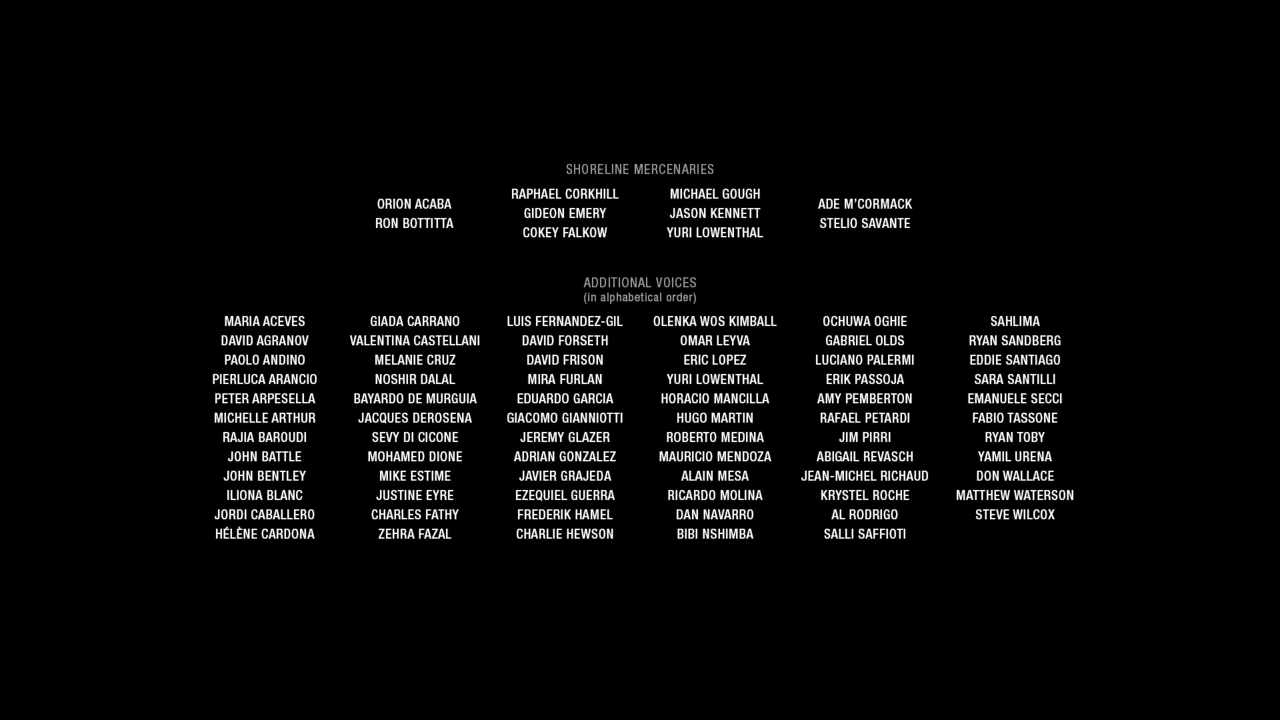 SHORELINE MERCENARIES
ORION ACABA
RON BOTTITTA
RAPHAEL CORKHILL
GIDEON EMERY
COKEY FALKOW
MICHAEL GOUGH
JASON KENNETT
YURI LOWENTHAL
ADE M'CORMACK
STELIO SAVANTE
ADDITIONAL VOICES
(in alphabetical order)
MARIA ACEVES
DAVID AGRANOV
PAOLO ANDINO
PIERLUCA ARANCIO
PETER ARPESELLA
MICHELLE ARTHUR
RAJIA BAROUDI
JOHN BATTLE
JOHN BENTLEY
ILIONA BLANC
JORDI CABALLERO
HÉLÈNE CARDONA
GIADA CARRANO
VALENTINA CASTELLANI
MELANIE CRUZ
NOSHIR DALAL
BAYARDO DE MURGUIA
JACQUES DEROSENA
SEVY DI CICONE
MOHAMED DIONE
MIKE ESTIME
JUSTINE EYRE
CHARLES FATHY
ZEHRA FAZAL
LUIS FERNANDEZ-GIL
DAVID FORSETH
DAVID FRISON
MIRA FURLAN
EDUARDO GARCIA
GIACOMO GIANNIOTTI
JEREMY GLAZER
ADRIAN GONZALEZ
JAVIER GRAJEDA
EZEQUIEL GUERRA
FREDERIK HAMEL
CHARLIE HEWSON
OLENKA WOS KIMBALL
OMAR LEYVA
ERIC LOPEZ
YURI LOWENTHAL
HORACIO MANCILLA
HUGO MARTIN
ROBERTO MEDINA
MAURICIO MENDOZA
ALAIN MESA
RICARDO MOLINA
DAN NAVARRO
BIBI NSHIMBA
OCHUWA OGHIE
GABRIEL OLDS
LUCIANO PALERMI
ERIK PASSOJA
AMY PEMBERTON
RAFAEL PETARDI
JIM PIRRI
ABIGAIL REVASCH
JEAN-MICHEL RICHAUD
KRYSTEL ROCHE
AL RODRIGO
SALLI SAFFIOTI
SAHLIMA
RYAN SANDBERG
EDDIE SANTIAGO
SARA SANTILLI
EMANUELE SECCI
FABIO TASSONE
RYAN TOBY
YAMIL URENA
DON WALLACE
MATTHEW WATERSON
STEVE WILCOX